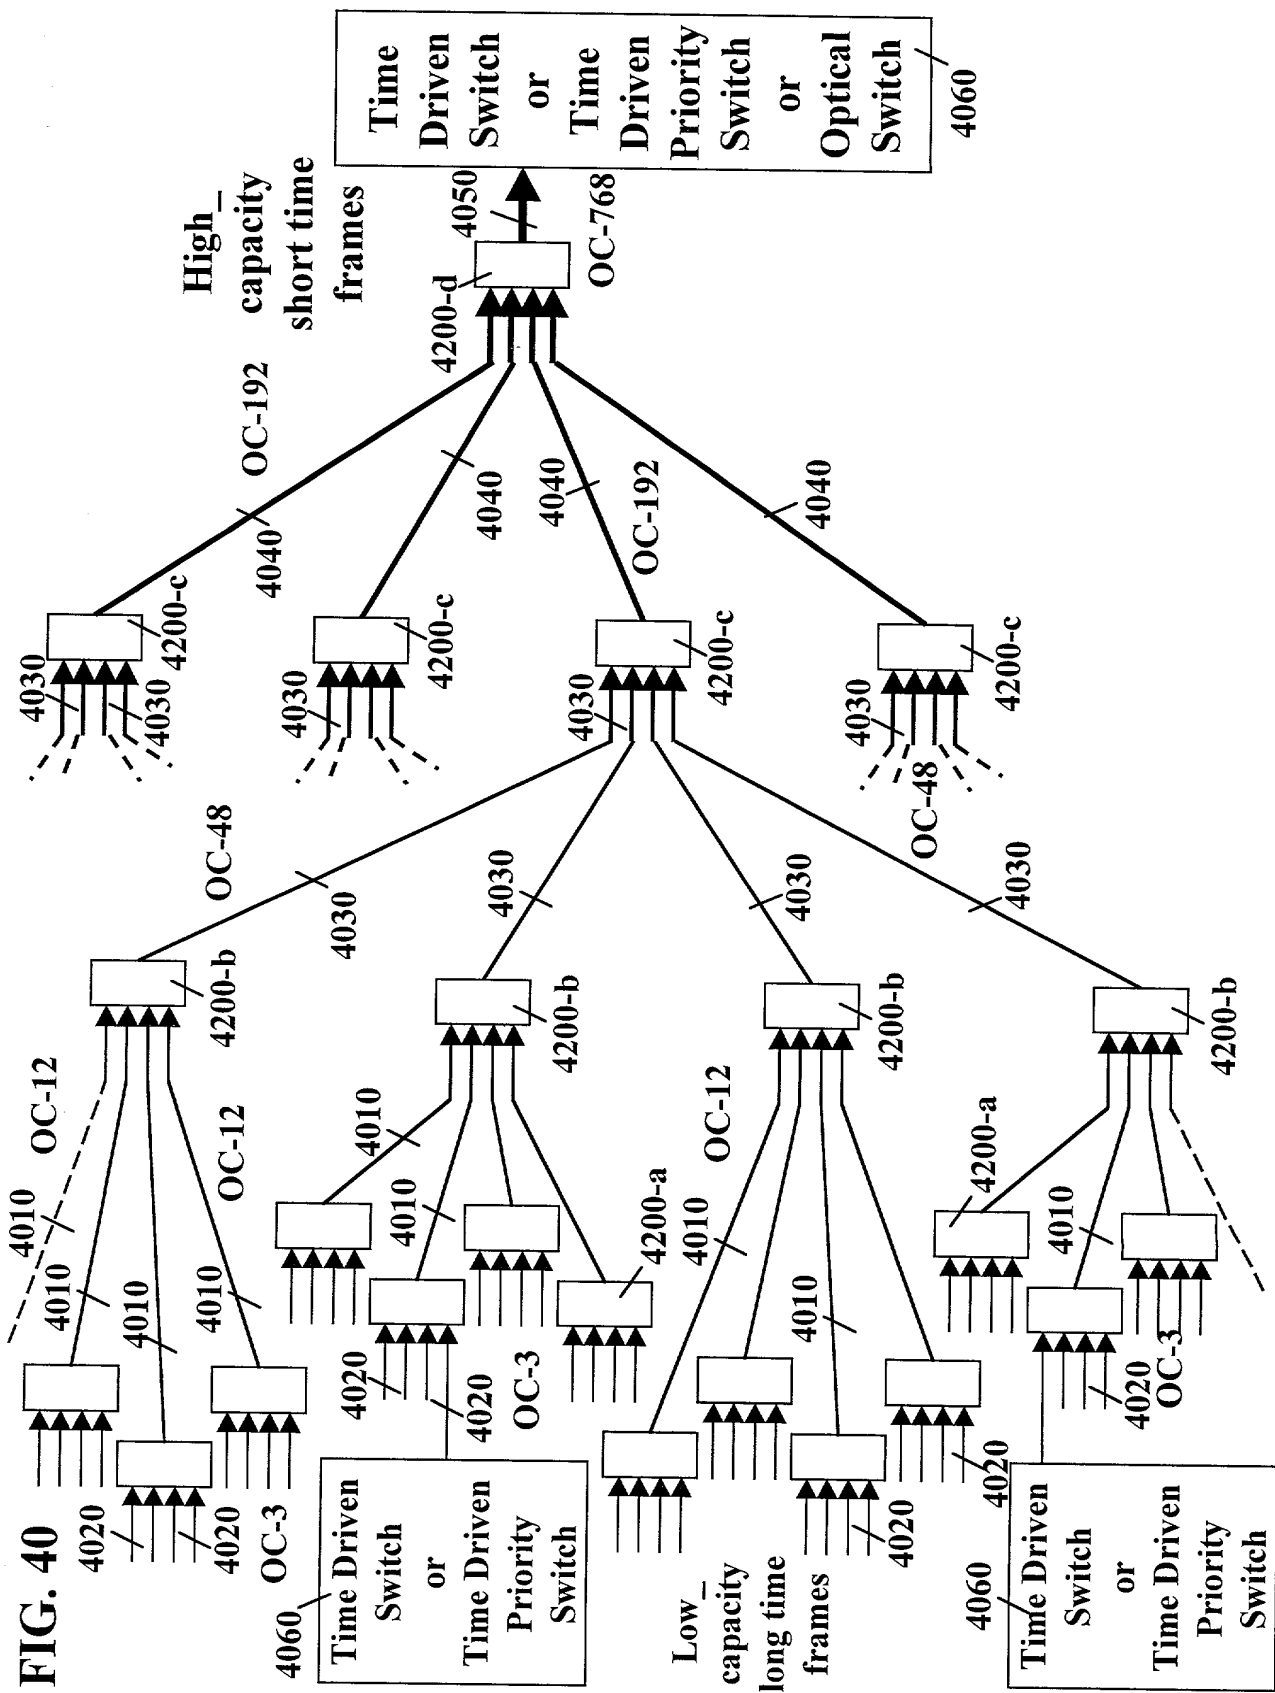 FIG. 40
4020
4020
OC-3
4010
4010
4010
4010
OC-12
OC-12
4200-b
OC-48
4030
4030
4030
4200-c
4040
OC-192
High_
capacity
short time
frames
4060
Time Driven
Switch
or
Time Driven
Priority
Switch
4020
4020
OC-3
4010
4010
4200-a
4200-b
4030
4030
4200-c
4040
4200-d
4050
OC-768
Time
Driven
Switch
or
Time
Driven
Priority
Switch
or
Optical
Switch
4060
Low_
capacity
long time
frames
4020
4020
4010
4010
OC-12
4200-b
4030
4030
4200-c
4040
OC-192
4060
Time Driven
Switch
or
Time Driven
Priority
Switch
4020
OC-3
4010
4200-a
4200-b
4030
OC-48
4030
4200-c
4040